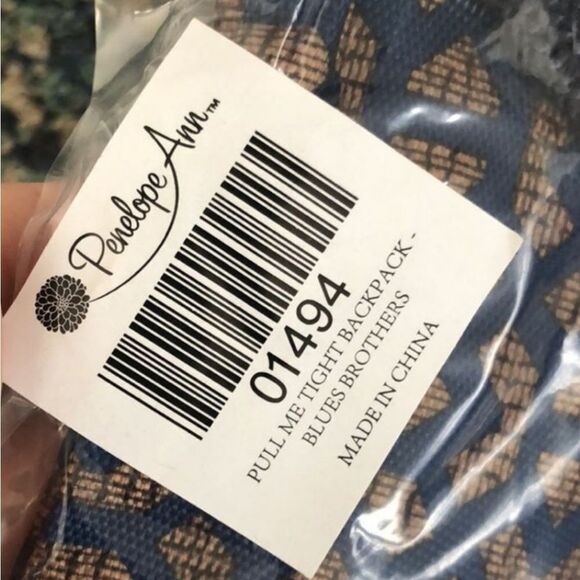 Penelope Ann™
01494
PULL ME TIGHT BACKPACK -
BLUES BROTHERS
MADE IN CHINA